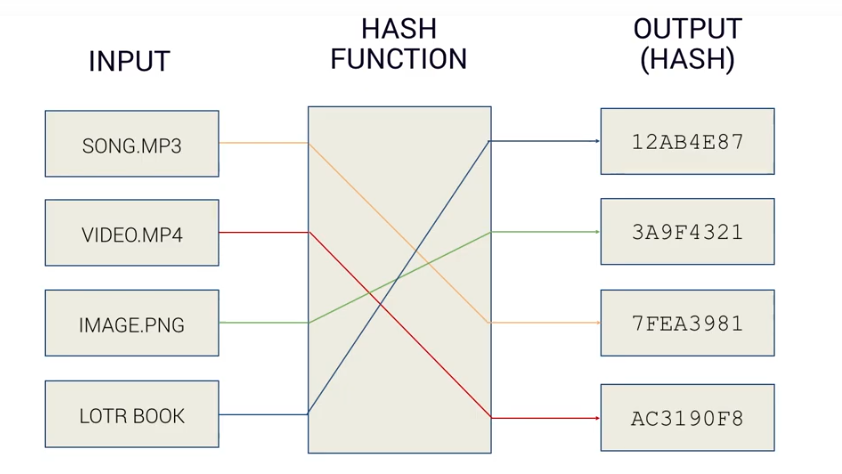 INPUT
HASH
FUNCTION
OUTPUT
(HASH)
SONG.MP3
12AB4E87
VIDEO.MP4
3A9F4321
IMAGE.PNG
7FEA3981
LOTR BOOK
AC3190F8